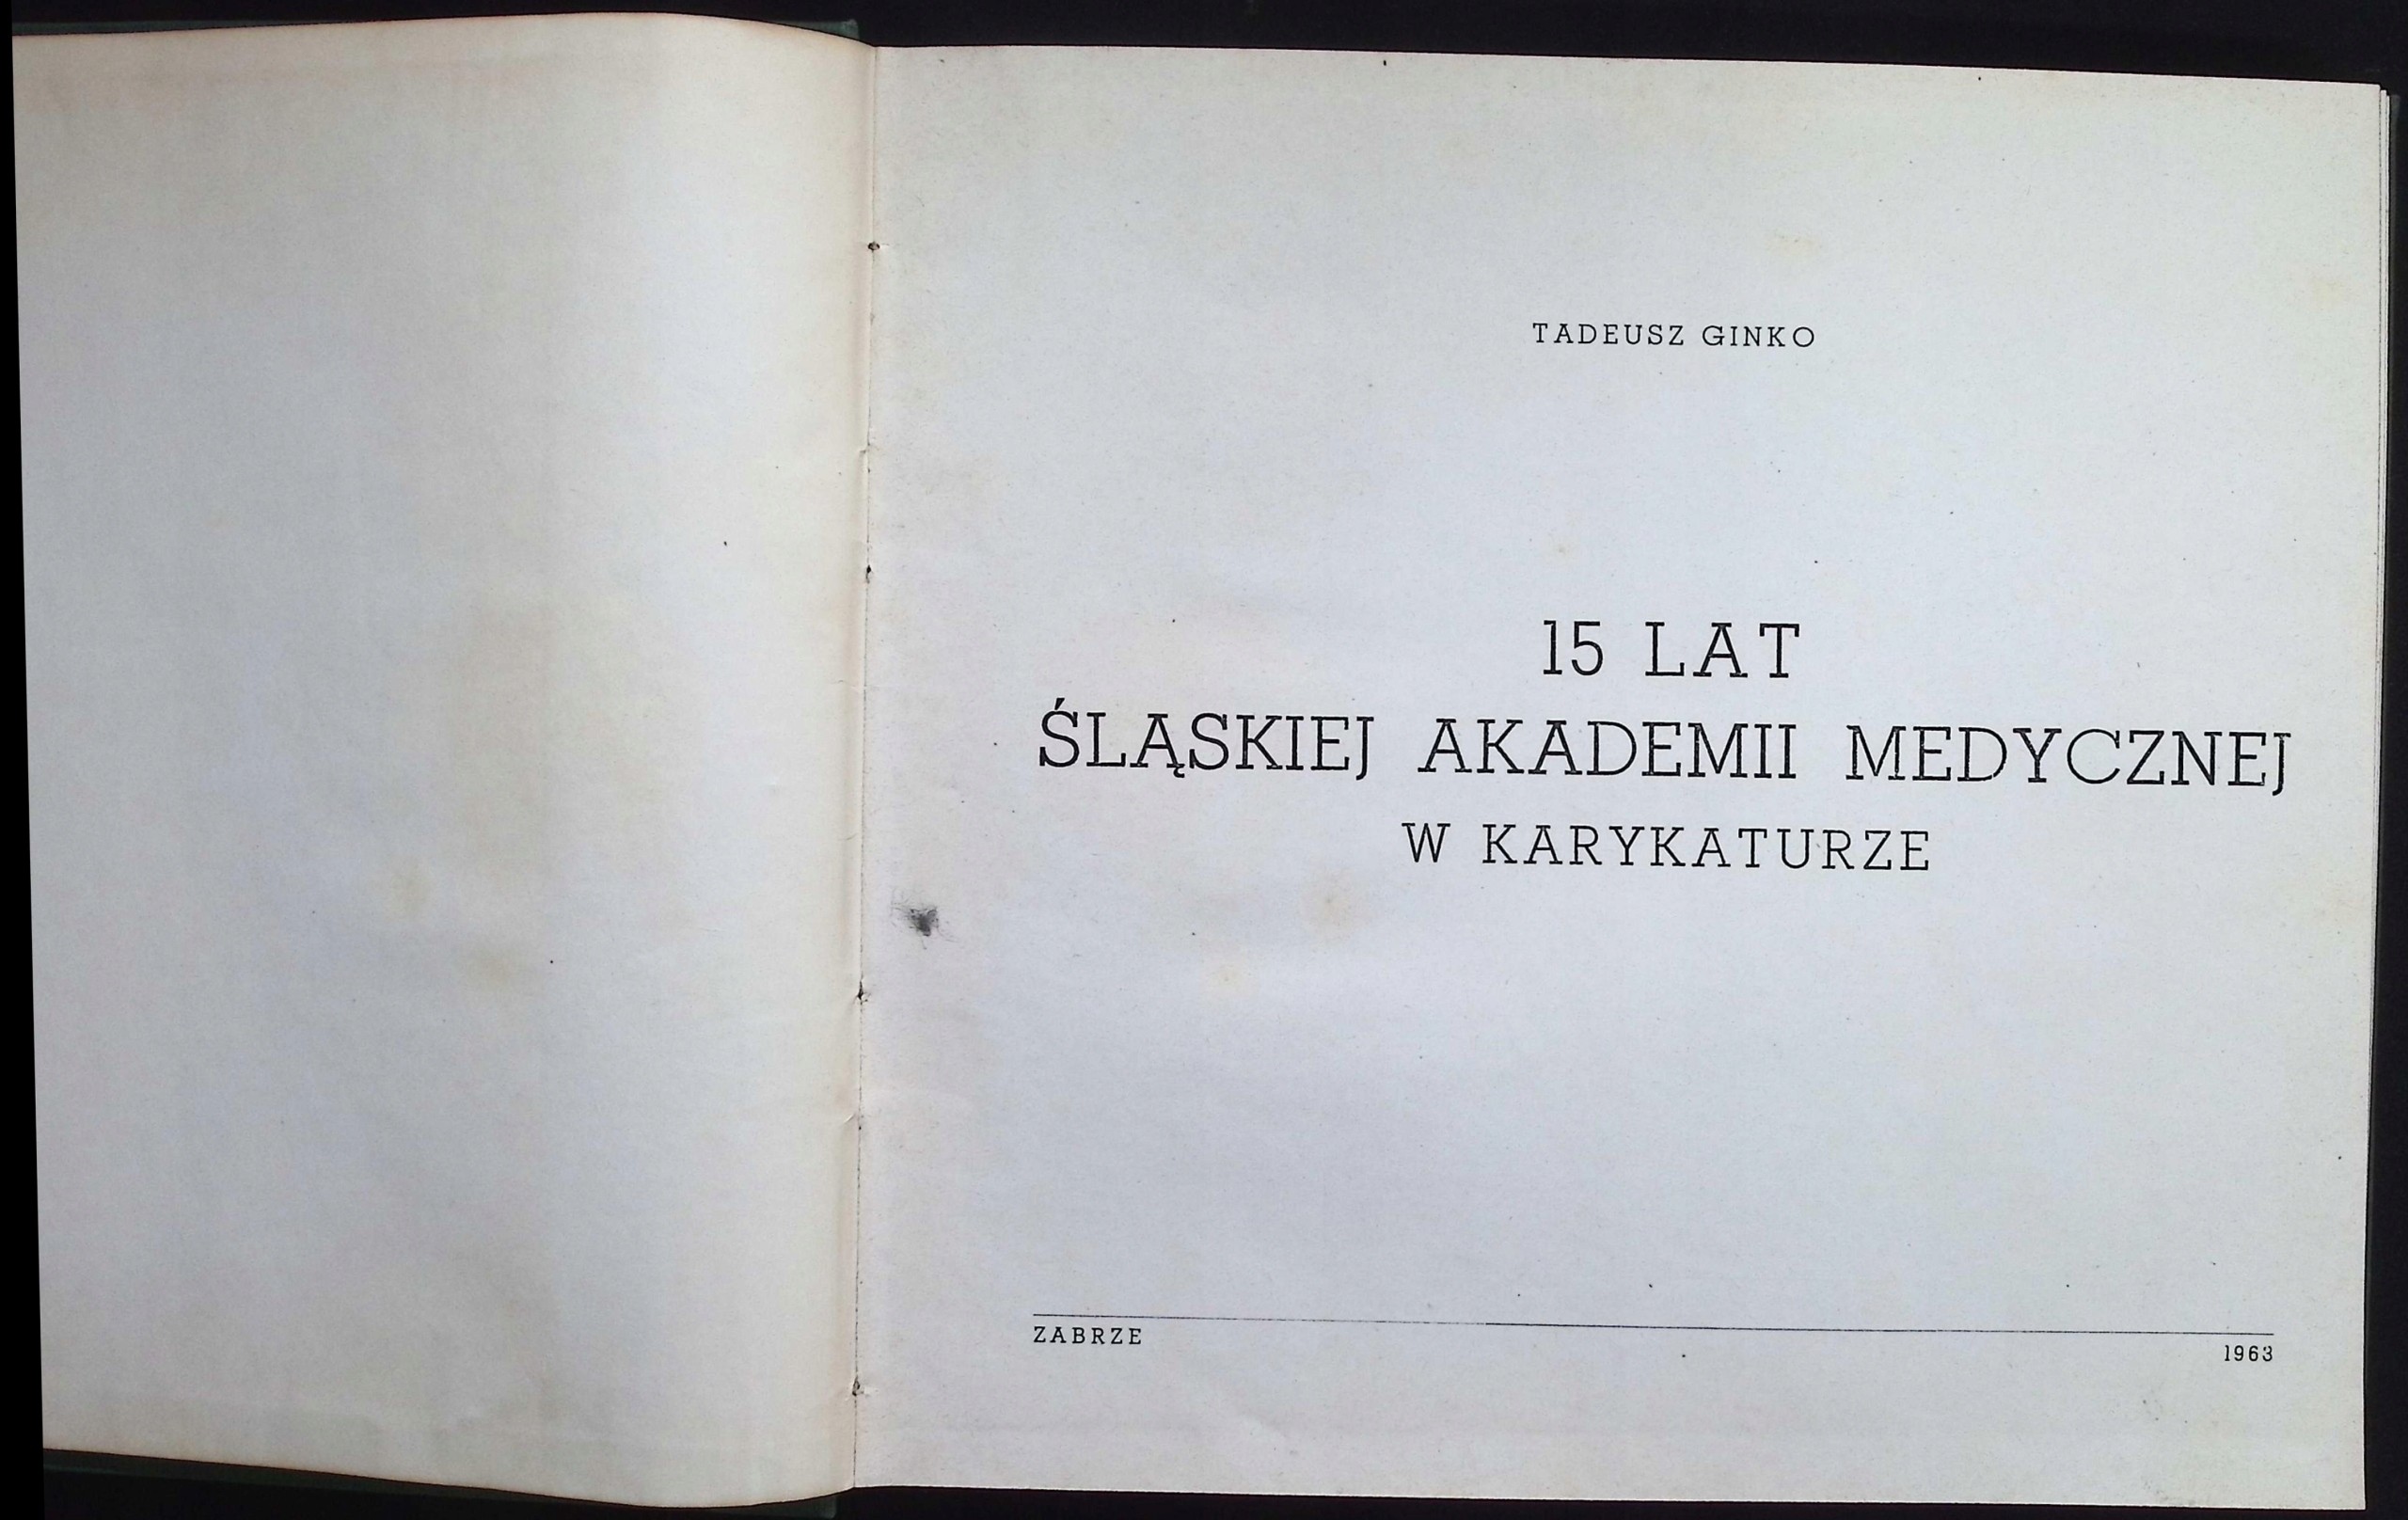 TADEUSZ GINKO
15 LAT
ŚLĄSKIEJ AKADEMII MEDYCZNEJ
W KARYKATURZE
ZABRZE
1963